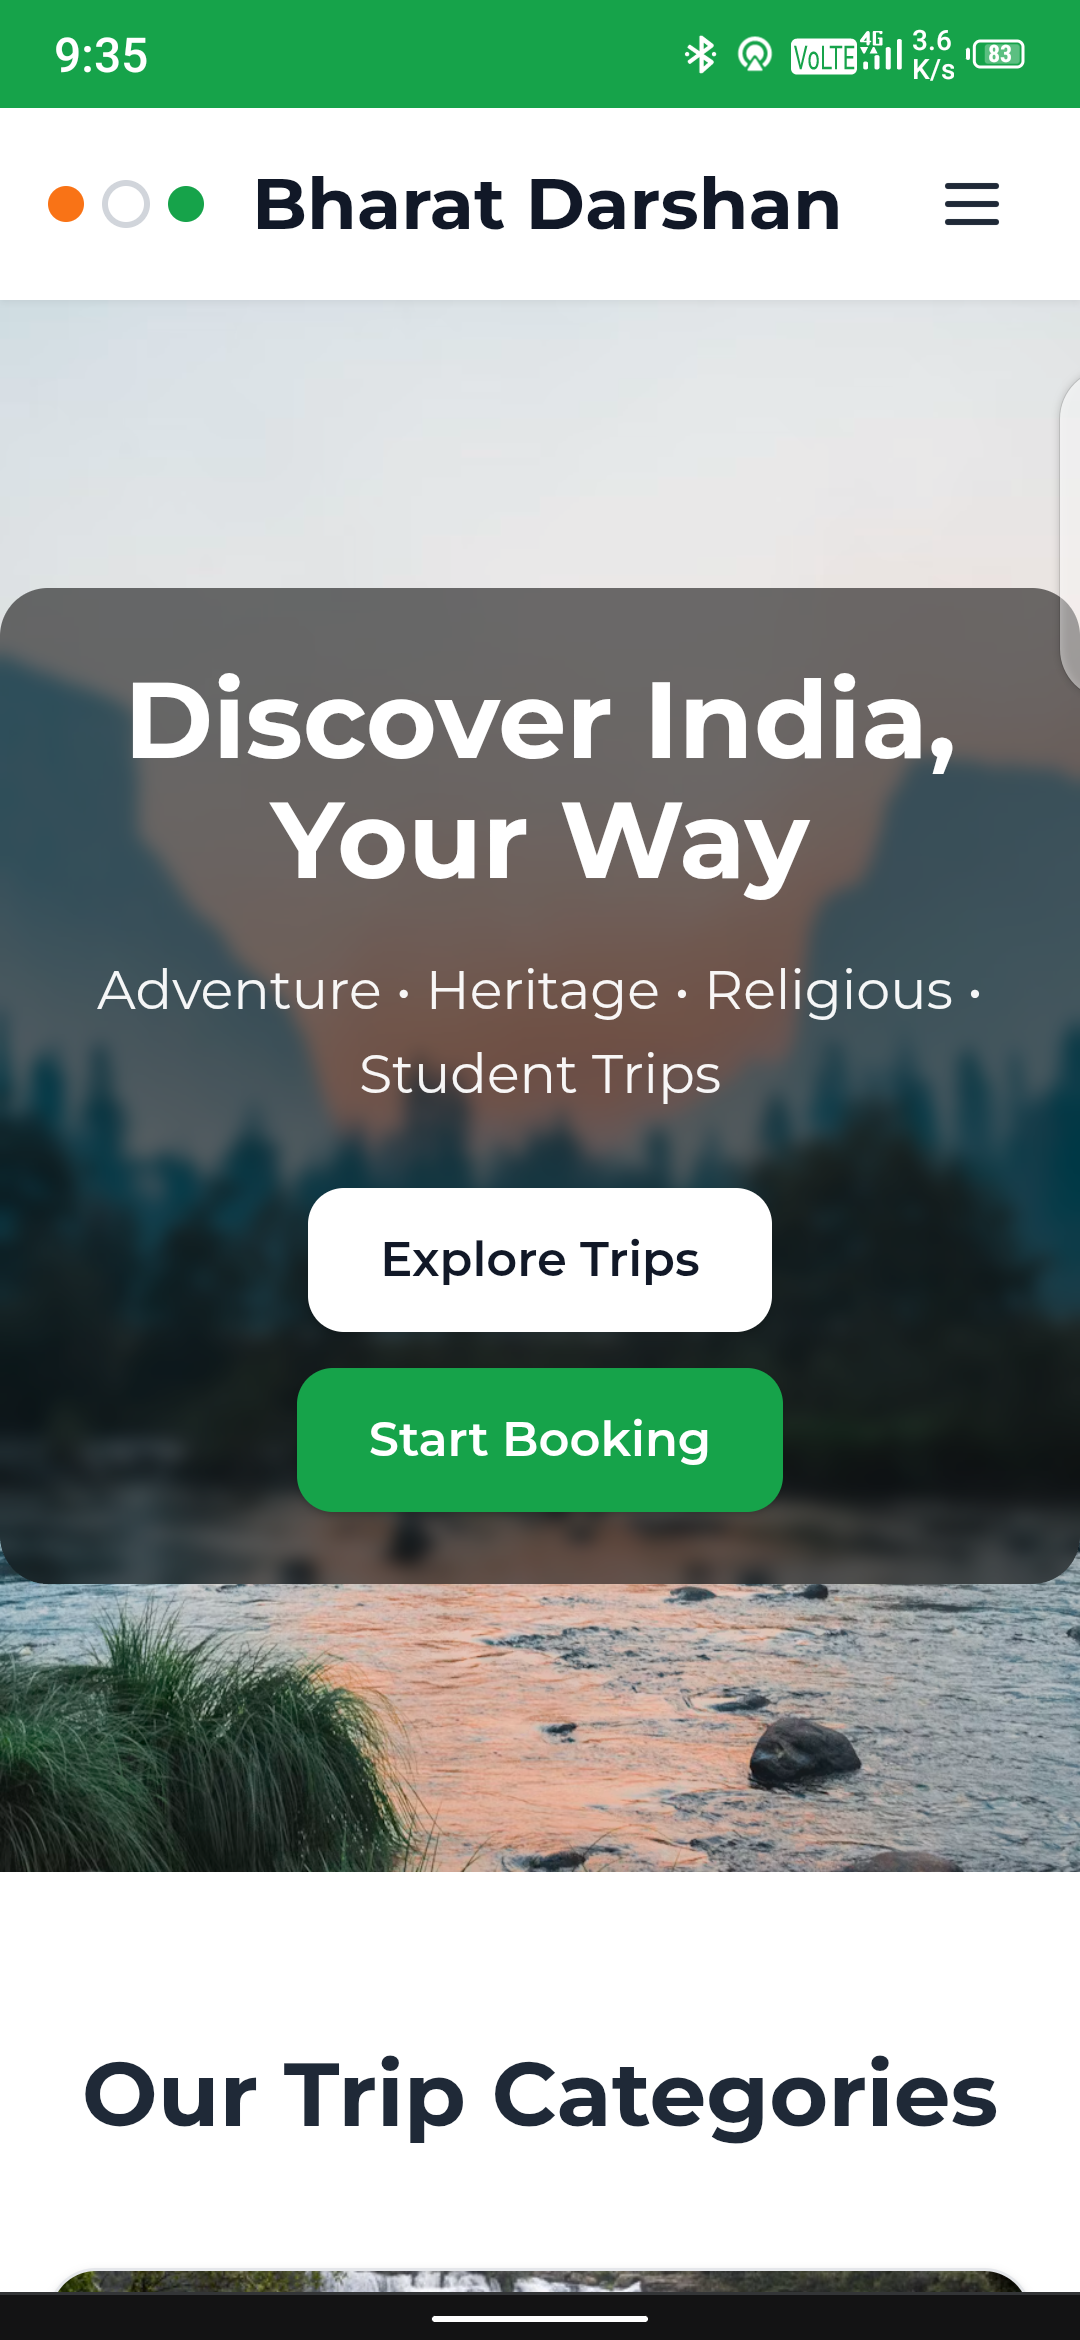 9:35
VoLTE 4G 3.6 K/s 83
Bharat Darshan
Discover India,
Your Way
Adventure • Heritage • Religious •
Student Trips
Explore Trips
Start Booking
Our Trip Categories